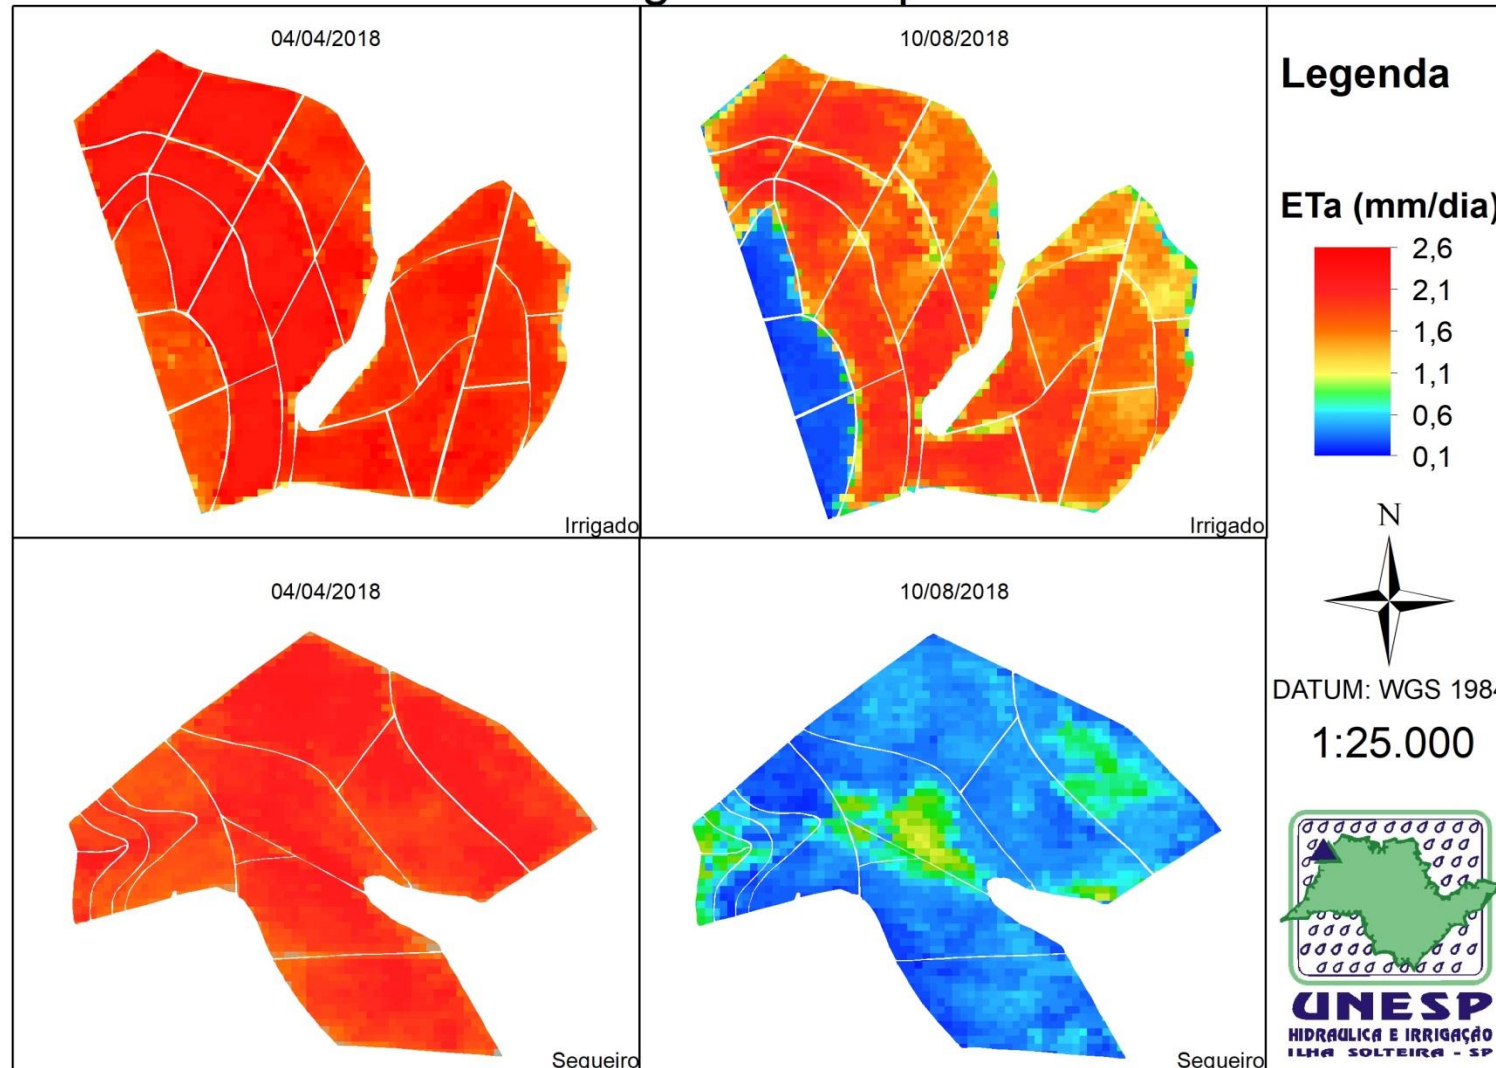 04/04/2018
10/08/2018
Irrigado
Irrigado
04/04/2018
10/08/2018
Sequeiro
Sequeiro
Legenda
ETa (mm/dia)
2,6
2,1
1,6
1,1
0,6
0,1
N
DATUM: WGS 1984
1:25.000
UNESP
HIDRAULICA E IRRIGAÇÃO
ILHA SOLTEIRA - SP